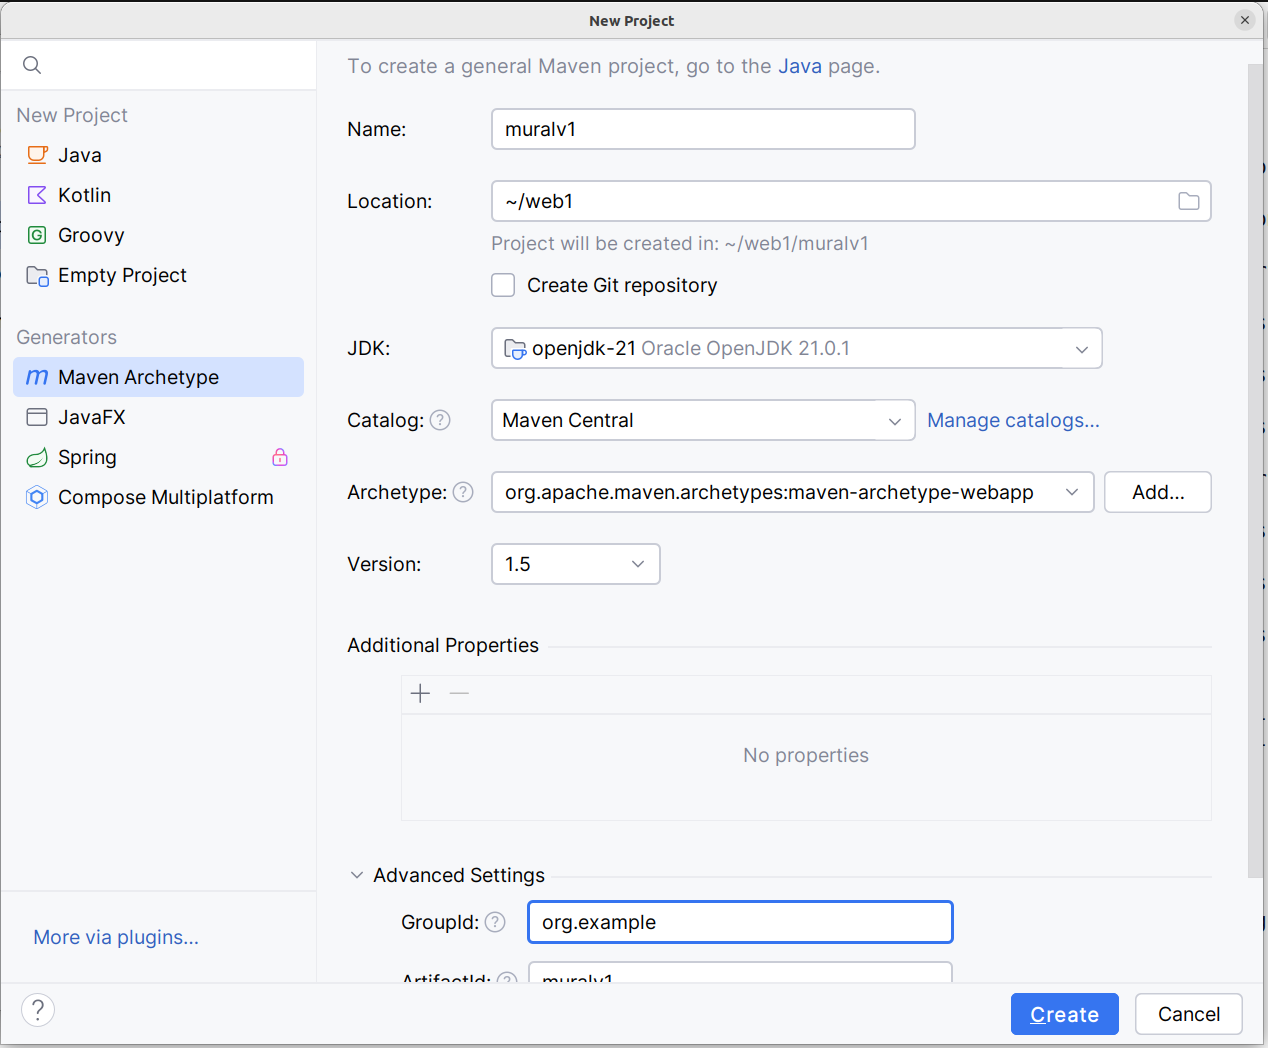 New Project
To create a general Maven project, go to the Java page.
New Project
Java
Kotlin
Groovy
Empty Project
Generators
Maven Archetype
JavaFX
Spring
Compose Multiplatform
More via plugins...
Name:
muralv1
Location:
~/web1
Project will be created in: ~/web1/muralv1
Create Git repository
JDK:
openjdk-21 Oracle OpenJDK 21.0.1
Catalog: ?
Maven Central
Manage catalogs...
Archetype: ?
org.apache.maven.archetypes:maven-archetype-webapp
Add...
Version:
1.5
Additional Properties
No properties
Advanced Settings
GroupId: ?
org.example
ArtifactId: ?
muralv1
?
Create
Cancel